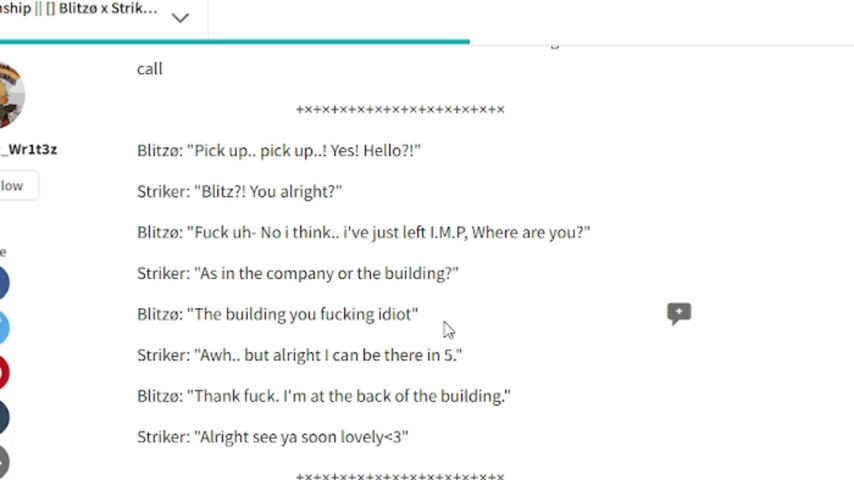 ship || [] Blitzø x Strik...
call
+×+×+×+×+×+×+×+×+×+×+×+×
Blitzø: "Pick up.. pick up..! Yes! Hello?!"
_Wr1t3z
Striker: "Blitz?! You alright?"
low
Blitzø: "Fuck uh- No i think.. i've just left I.M.P, Where are you?"
e
Striker: "As in the company or the building?"
Blitzø: "The building you fucking idiot"
Striker: "Awh.. but alright I can be there in 5."
Blitzø: "Thank fuck. I'm at the back of the building."
Striker: "Alright see ya soon lovely<3"
+×+×+×+×+×+×+×+×+×+×+×+×